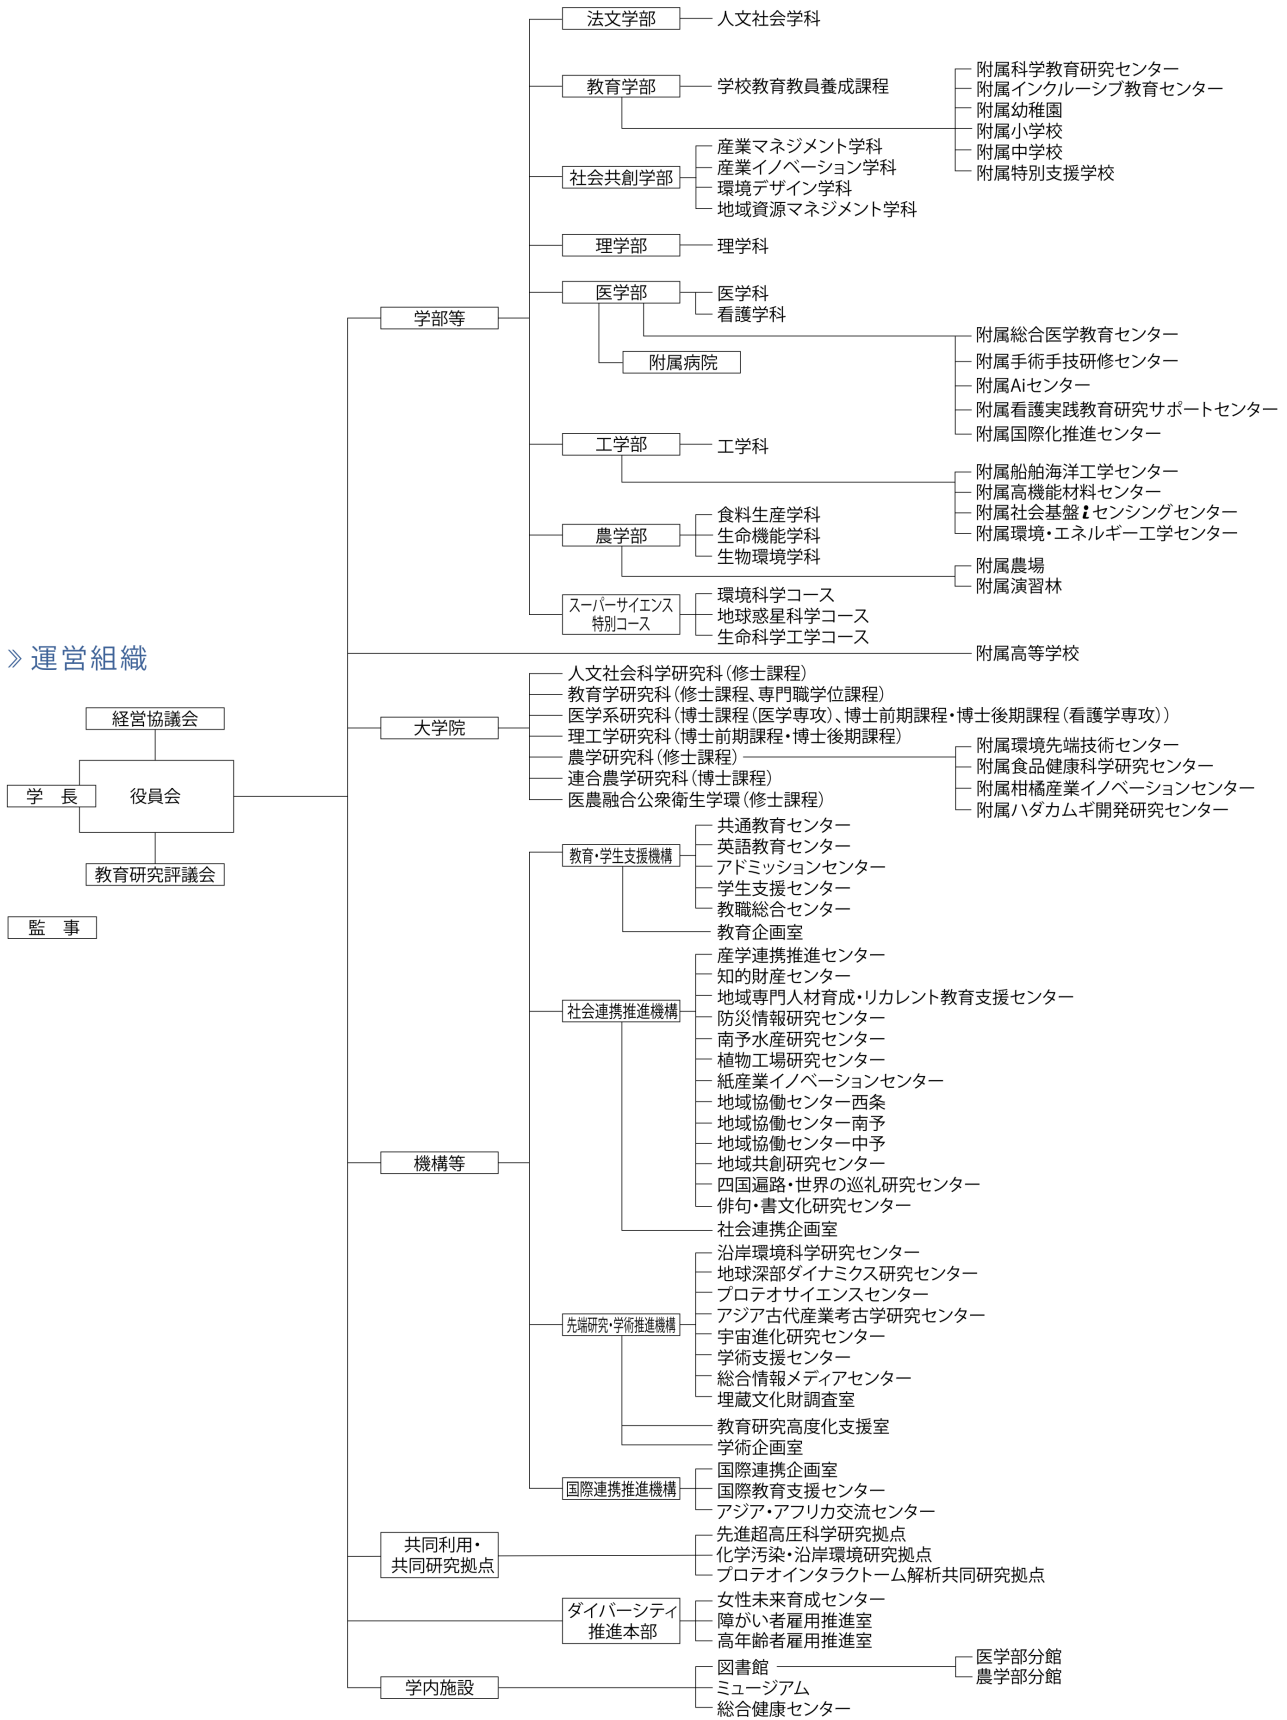 法文学部
人文社会学科
教育学部
学校教育教員養成課程
附属科学教育研究センター
附属インクルーシブ教育センター
附属幼稚園
附属小学校
附属中学校
附属特別支援学校
社会共創学部
産業マネジメント学科
産業イノベーション学科
環境デザイン学科
地域資源マネジメント学科
理学部
理学科
学部等
医学部
医学科
看護学科
附属病院
附属総合医学教育センター
附属手術手技研修センター
附属Aiセンター
附属看護実践教育研究サポートセンター
附属国際化推進センター
工学部
工学科
附属船舶海洋工学センター
附属高機能材料センター
附属社会基盤iセンシングセンター
附属環境・エネルギー工学センター
農学部
食料生産学科
生命機能学科
生物環境学科
附属農場
附属演習林
スーパーサイエンス
特別コース
環境科学コース
地球惑星科学コース
生命科学工学コース
》運営組織
附属高等学校
経営協議会
学 長
役員会
教育研究評議会
監 事
大学院
人文社会科学研究科（修士課程）
教育学研究科（修士課程、専門職学位課程）
医学系研究科（博士課程（医学専攻）、博士前期課程・博士後期課程（看護学専攻））
理工学研究科（博士前期課程・博士後期課程）
農学研究科（修士課程）
連合農学研究科（博士課程）
医農融合公衆衛生学環（修士課程）
附属環境先端技術センター
附属食品健康科学研究センター
附属柑橘産業イノベーションセンター
附属ハダカムギ開発研究センター
機構等
教育・学生支援機構
共通教育センター
英語教育センター
アドミッションセンター
学生支援センター
教職総合センター
教育企画室
社会連携推進機構
産学連携推進センター
知的財産センター
地域専門人材育成・リカレント教育支援センター
防災情報研究センター
南予水産研究センター
植物工場研究センター
紙産業イノベーションセンター
地域協働センター西条
地域協働センター南予
地域協働センター中予
地域共創研究センター
四国遍路・世界の巡礼研究センター
俳句・書文化研究センター
社会連携企画室
先端研究・学術推進機構
沿岸環境科学研究センター
地球深部ダイナミクス研究センター
プロテオサイエンスセンター
アジア古代産業考古学研究センター
宇宙進化研究センター
学術支援センター
総合情報メディアセンター
埋蔵文化財調査室
教育研究高度化支援室
学術企画室
国際連携推進機構
国際連携企画室
国際教育支援センター
アジア・アフリカ交流センター
共同利用・
共同研究拠点
先進超高圧科学研究拠点
化学汚染・沿岸環境研究拠点
プロテオインタラクトーム解析共同研究拠点
ダイバーシティ
推進本部
女性未来育成センター
障がい者雇用推進室
高年齢者雇用推進室
学内施設
図書館
ミュージアム
総合健康センター
医学部分館
農学部分館